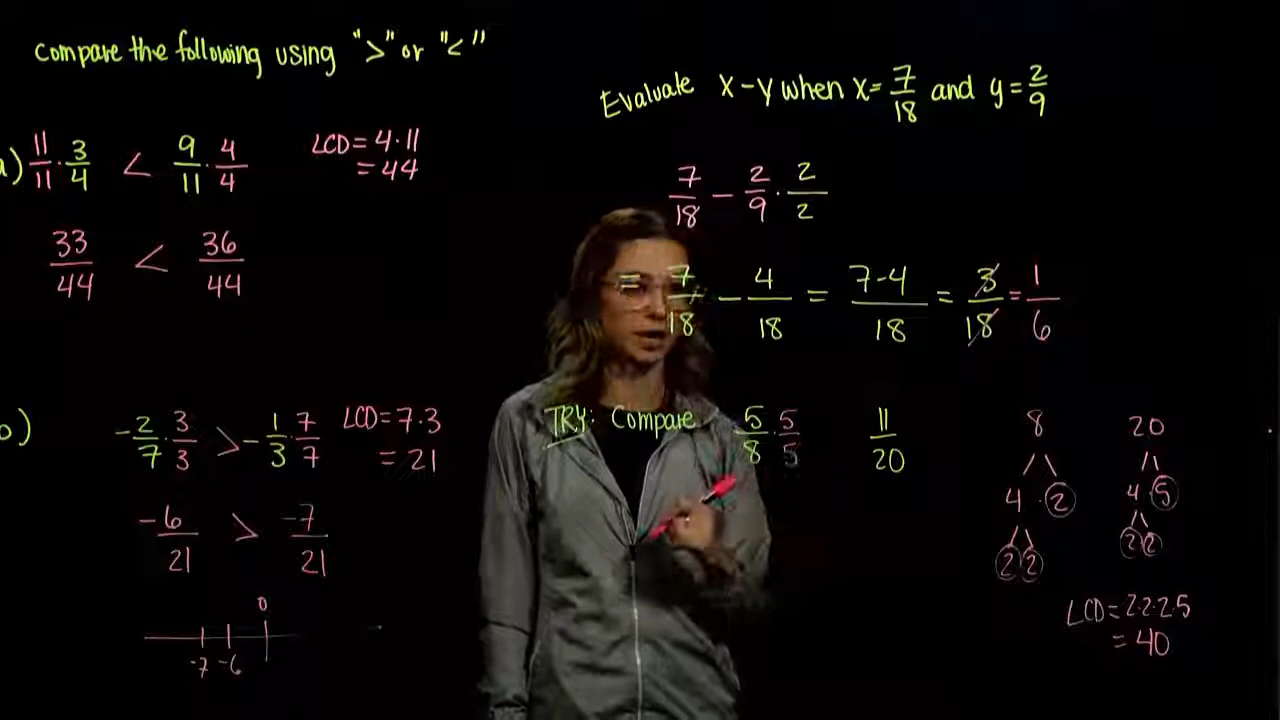 Compare the following using ">" or "<"
a) 11/11 · 3/4 < 9/11 · 4/4
LCD = 4·11
= 44
33/44 < 36/44
b) -2/7 · 3/3 > -1/3 · 7/7
LCD = 7·3
= 21
-6/21 > -7/21
0
-7 -6
Evaluate x-y when x = 7/18 and y = 2/9
7/18 - 2/9 · 2/2
= 7/18 - 4/18 = 7-4/18 = 3/18 = 1/6
TRY: Compare 5/8 · 5/5 11/20
8 20
4 · 2 4 · 5
2 2 2 2
LCD = 2·2·2·5
= 40